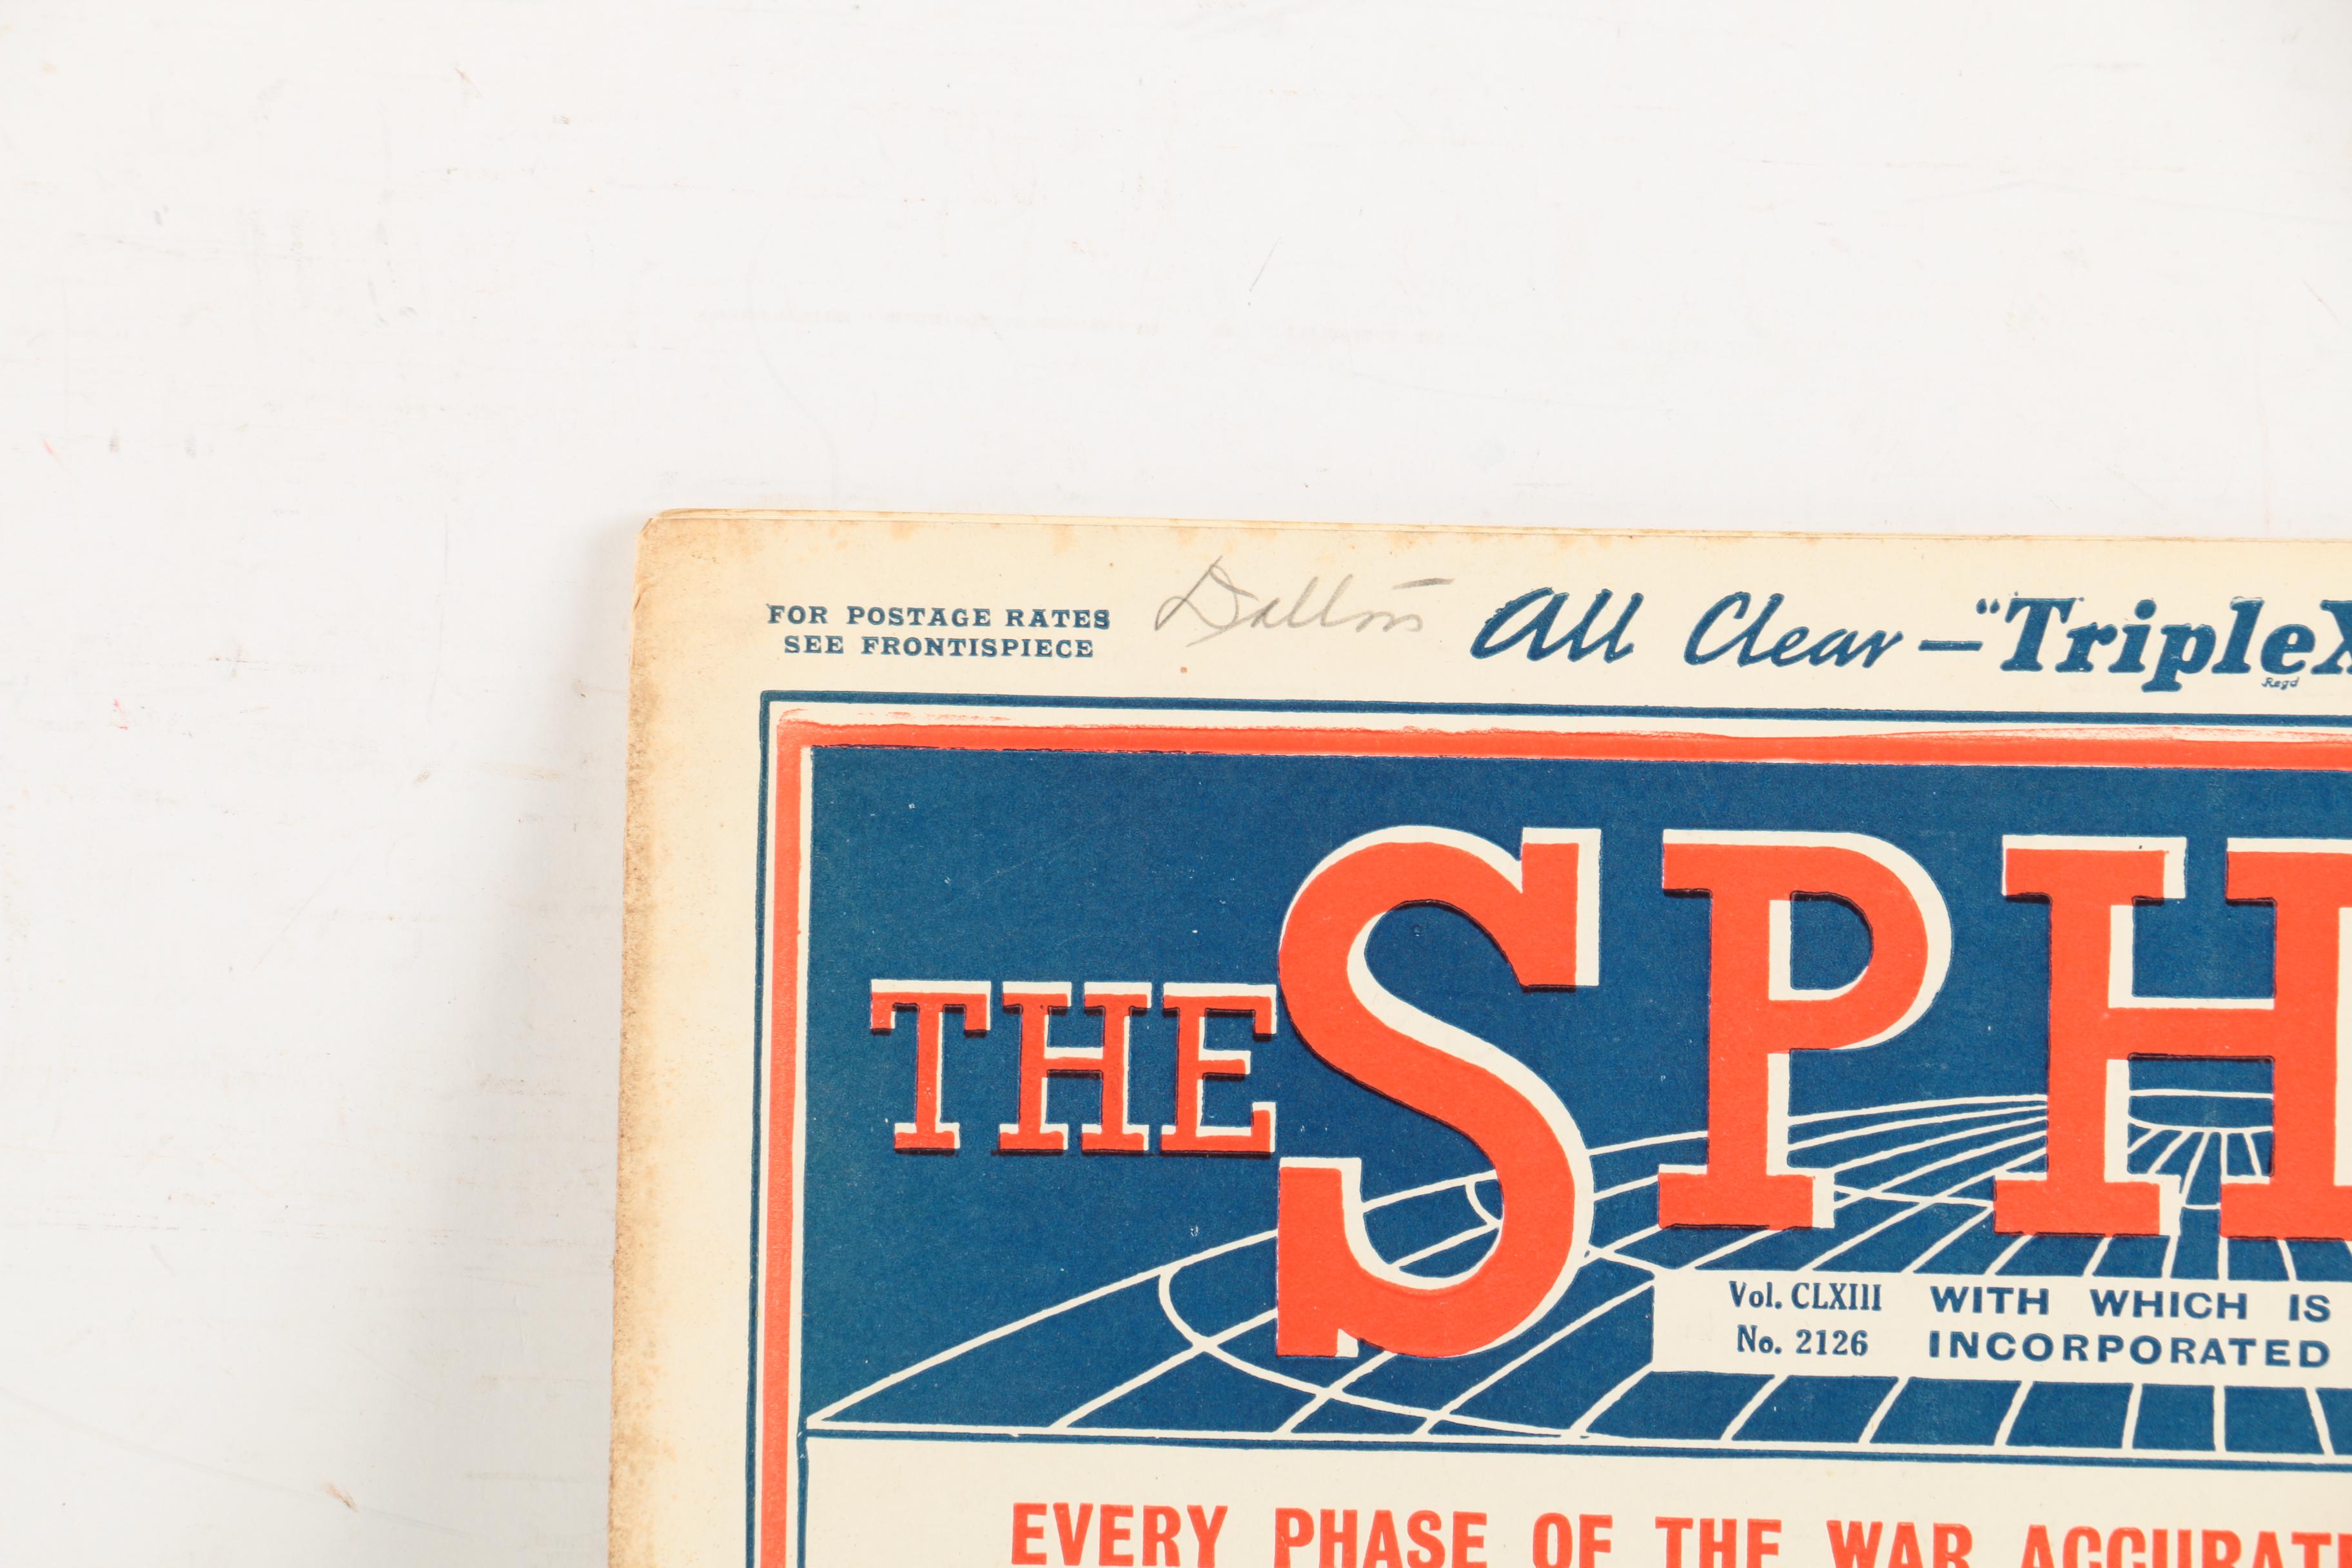 FOR POSTAGE RATES
SEE FRONTISPIECE
All Clear — "Triplex
Regd
THE SPH
Vol. CLXIII
No. 2126
WITH WHICH IS
INCORPORATED
EVERY PHASE OF THE WAR ACCURAT